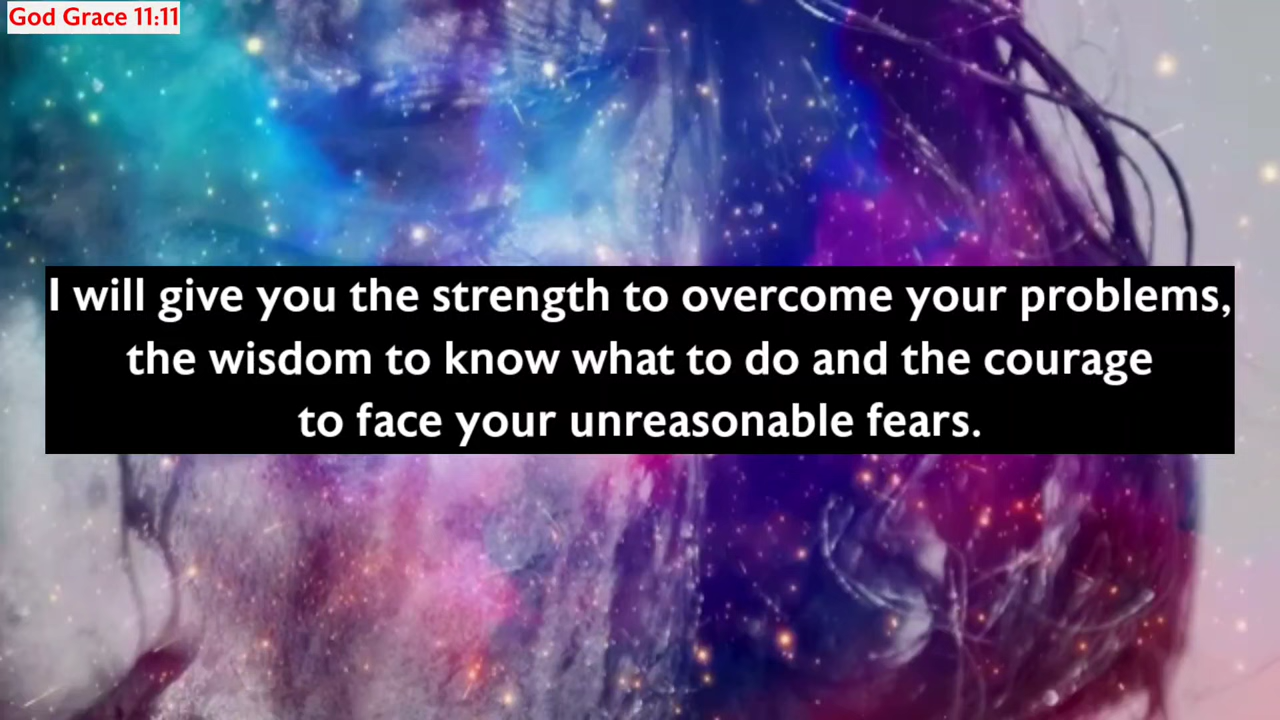 God Grace 11:11
I will give you the strength to overcome your problems,
the wisdom to know what to do and the courage
to face your unreasonable fears.